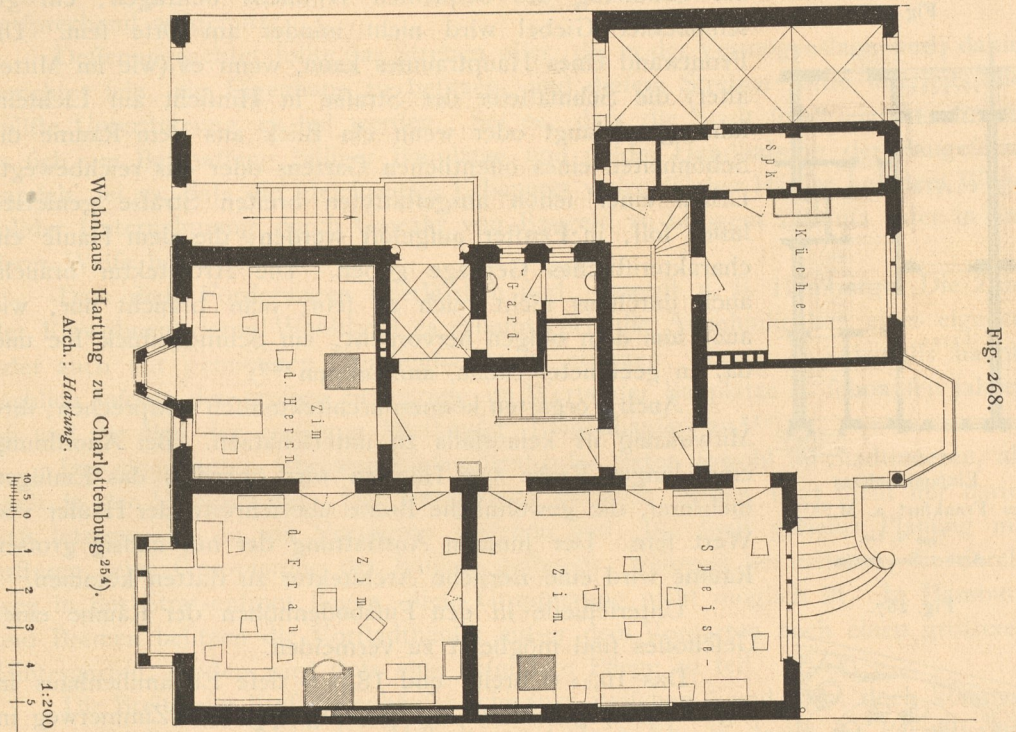 Fig. 268.
Spk
Küche
Gard
Zim
d Herrn
Zim
d Frau
Speise-
Zim
10 5 0 1 2 3 4 5
1:200
Wohnhaus Hartung zu Charlottenburg 254).
Arch.: Hartung